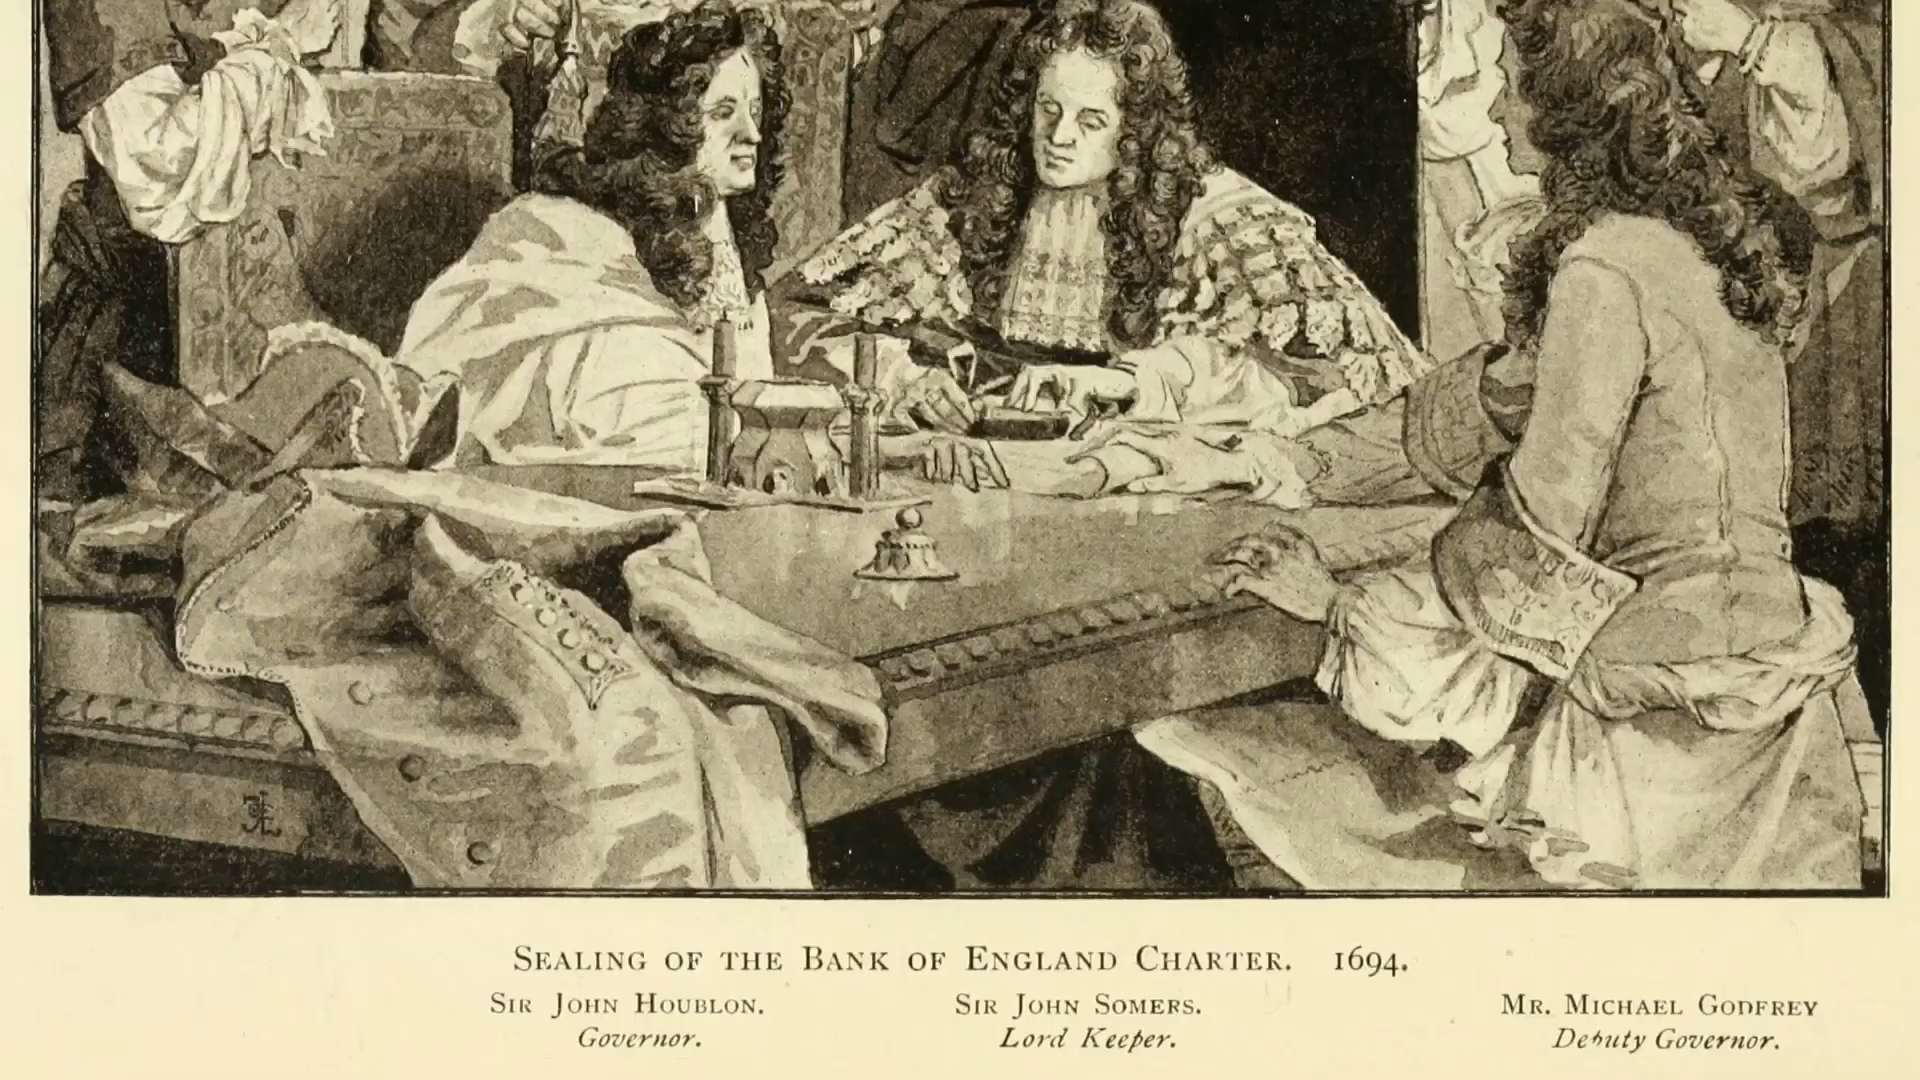 SEALING OF THE BANK OF ENGLAND CHARTER. 1694.
SIR JOHN HOUBLON. SIR JOHN SOMERS. MR. MICHAEL GODFREY
Governor. Lord Keeper. Deputy Governor.